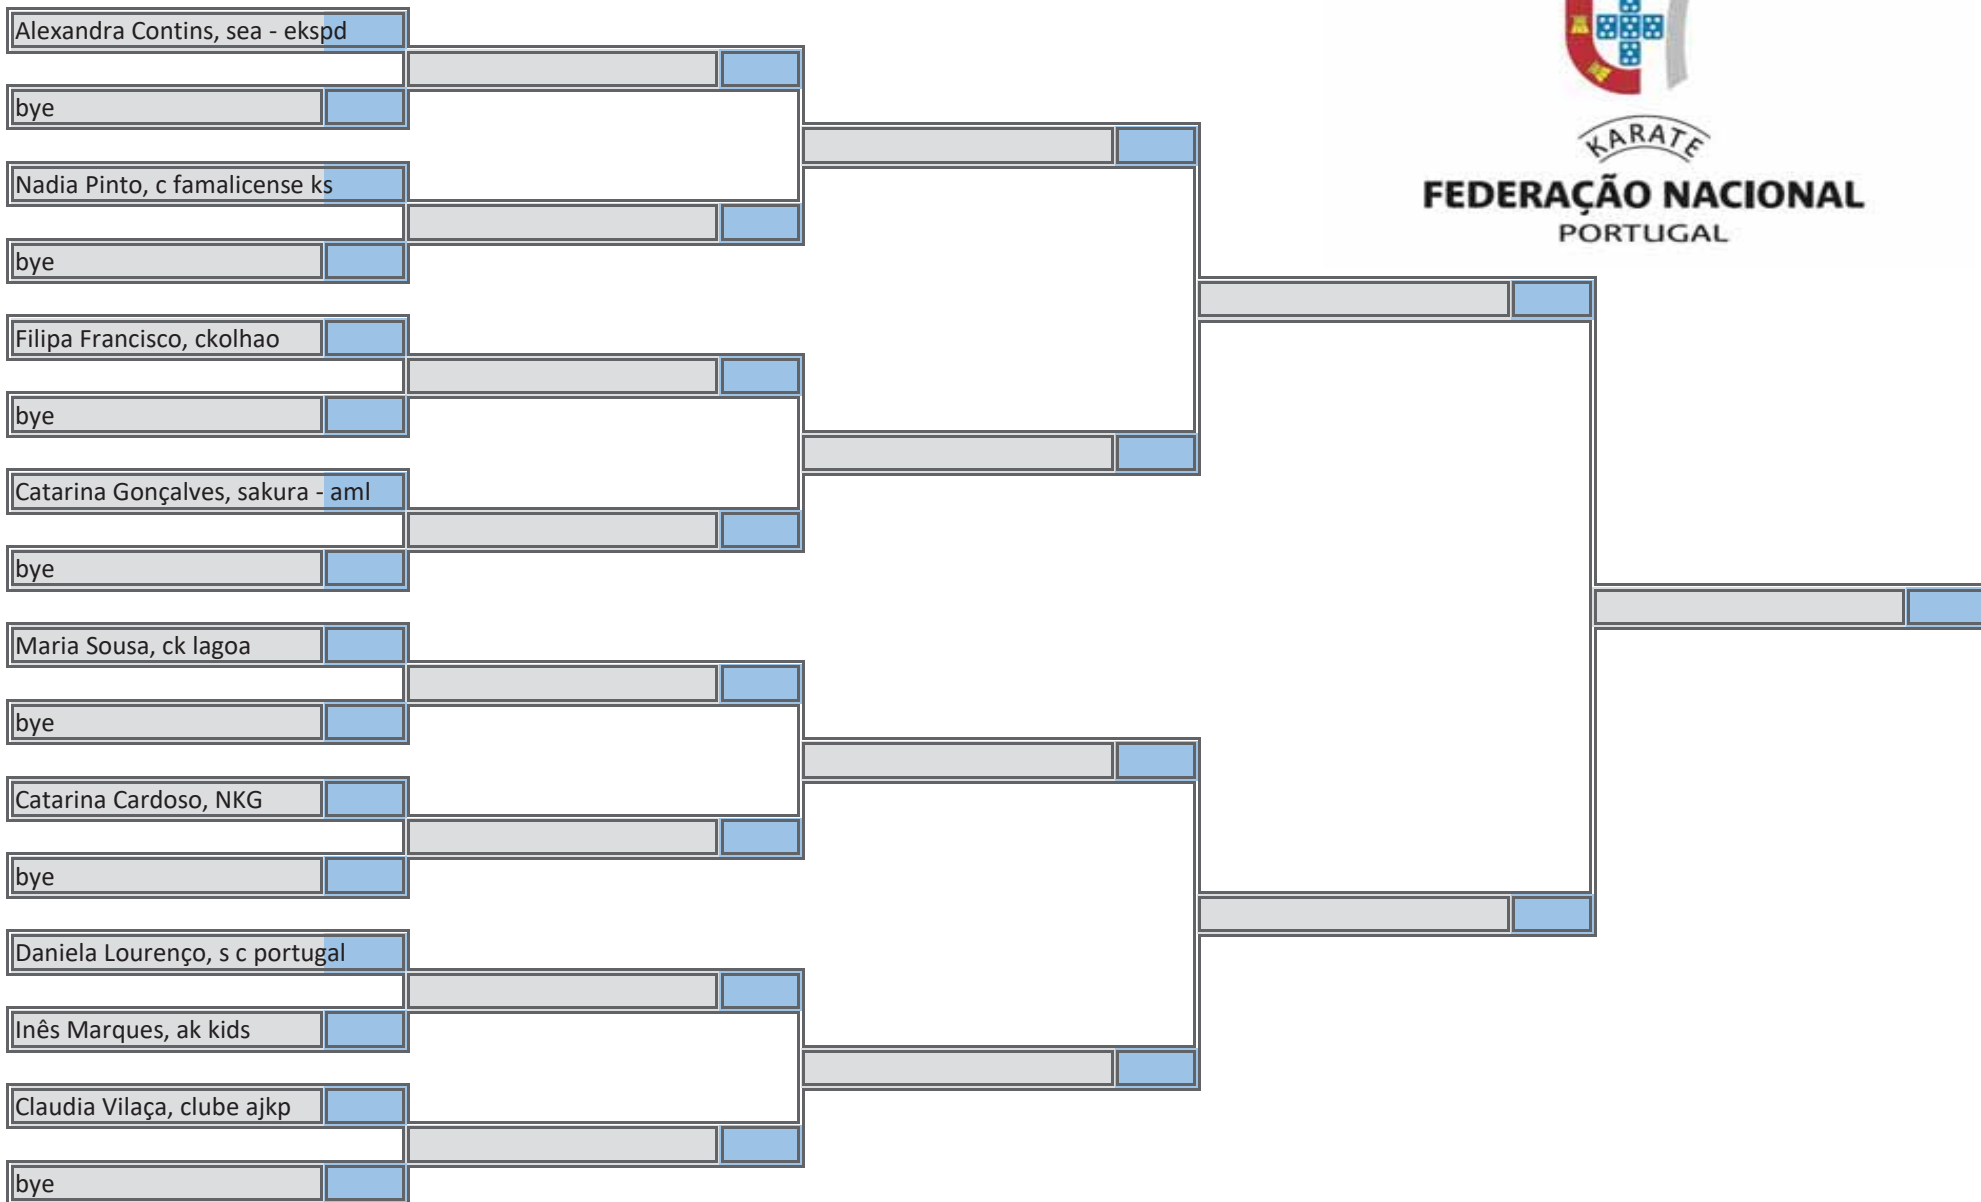 Alexandra Contins, sea - ekspd
bye
Nadia Pinto, c famalicense ks
bye
Filipa Francisco, ckolhao
bye
Catarina Gonçalves, sakura - aml
bye
Maria Sousa, ck lagoa
bye
Catarina Cardoso, NKG
bye
Daniela Lourenço, s c portugal
Inês Marques, ak kids
Claudia Vilaça, clube ajkp
bye
KARATE
FEDERAÇÃO NACIONAL
PORTUGAL